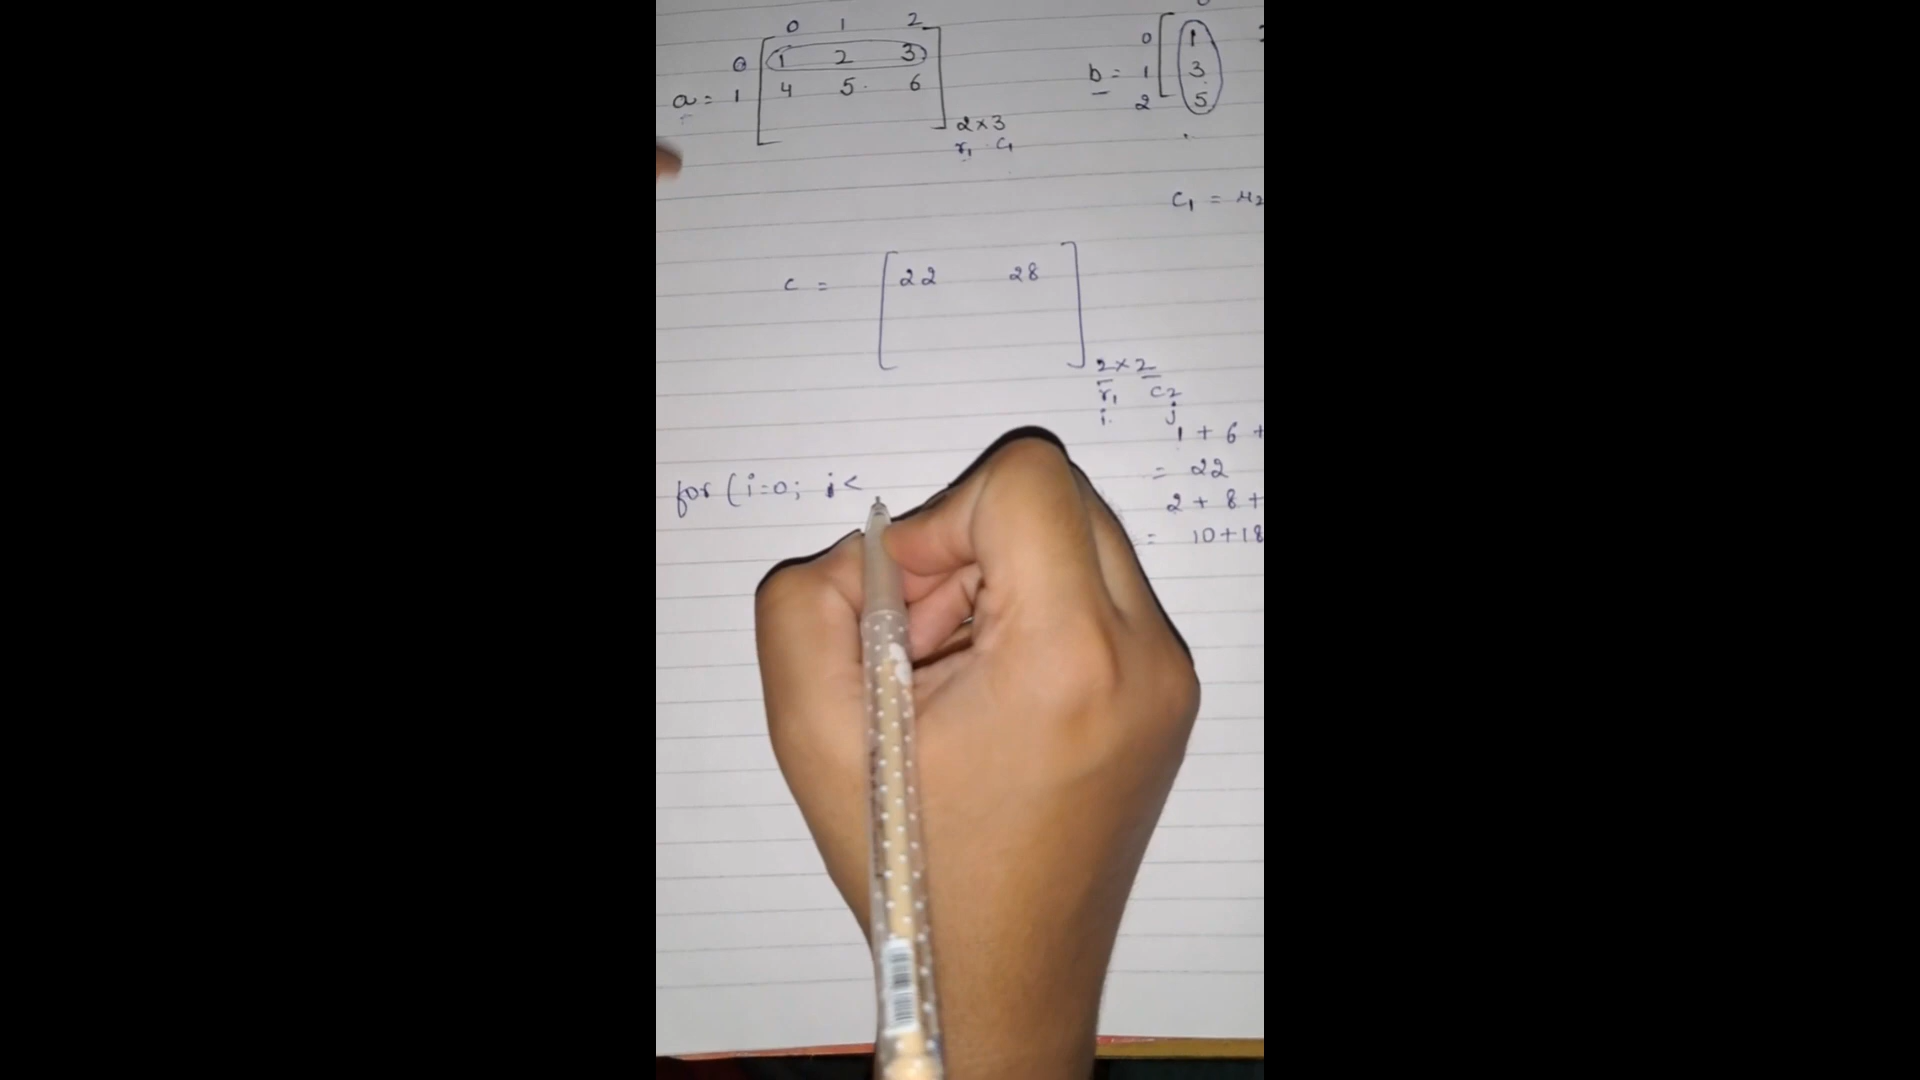 0 1 2
0 1 2 3
a = 1 4 5 6
2×3
r1 c1
0 1
b = 1 3
2 5
c1 = r2
c = 22 28
2×2
r1 c2
i j
1 + 6 +
= 22
for (i=0; i<
2 + 8 +
= 10+18